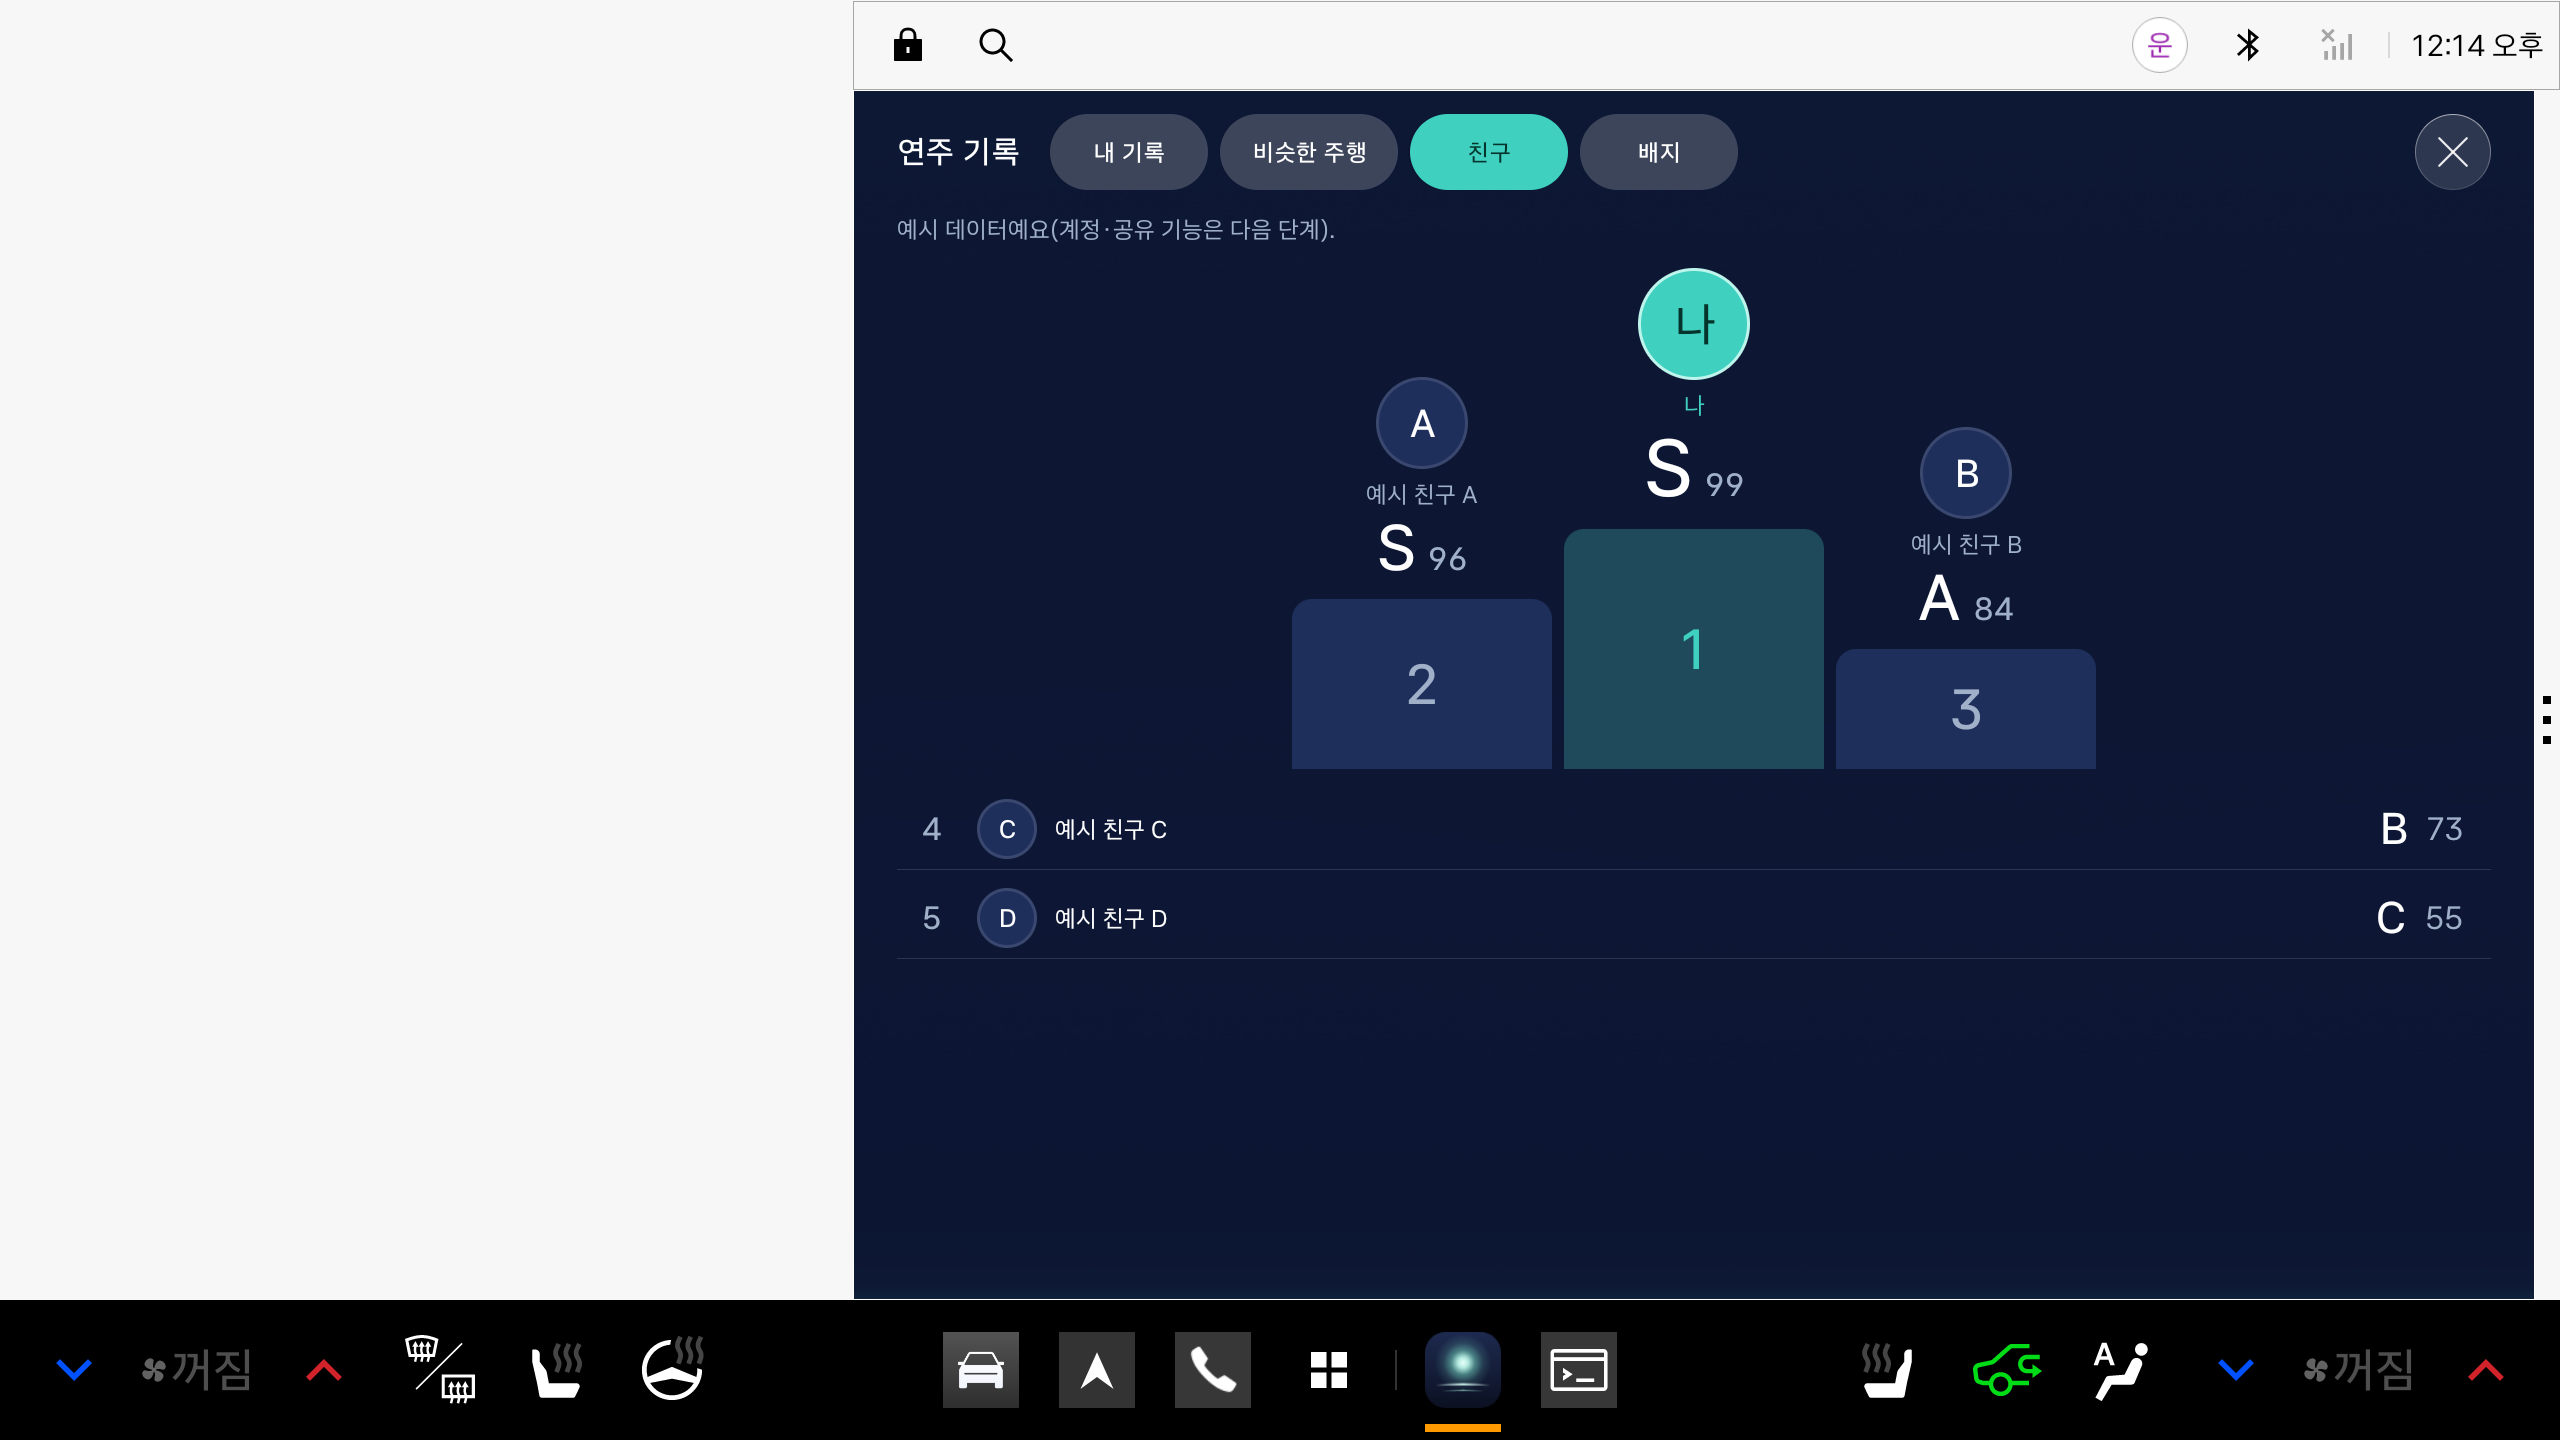 운
12:14 오후
연주 기록
내 기록
비슷한 주행
친구
배지
예시 데이터예요(계정·공유 기능은 다음 단계).
나
나
S 99
A
예시 친구 A
S 96
B
예시 친구 B
A 84
2
1
3
4 C 예시 친구 C B 73
5 D 예시 친구 D C 55
꺼짐
A
꺼짐